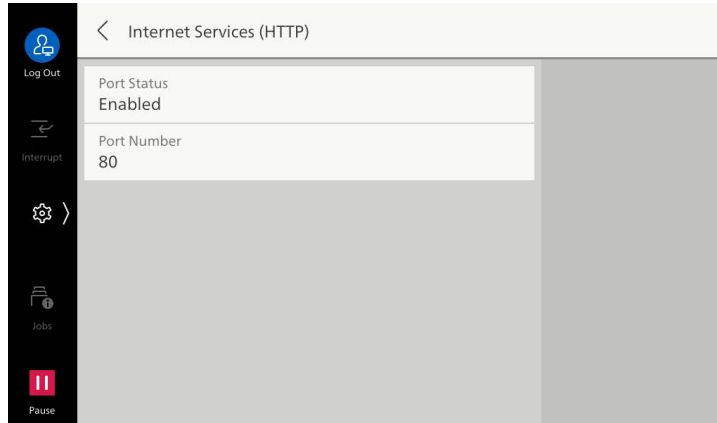 Internet Services (HTTP)
Log Out
Port Status
Enabled
Port Number
80
Interrupt
Jobs
Pause